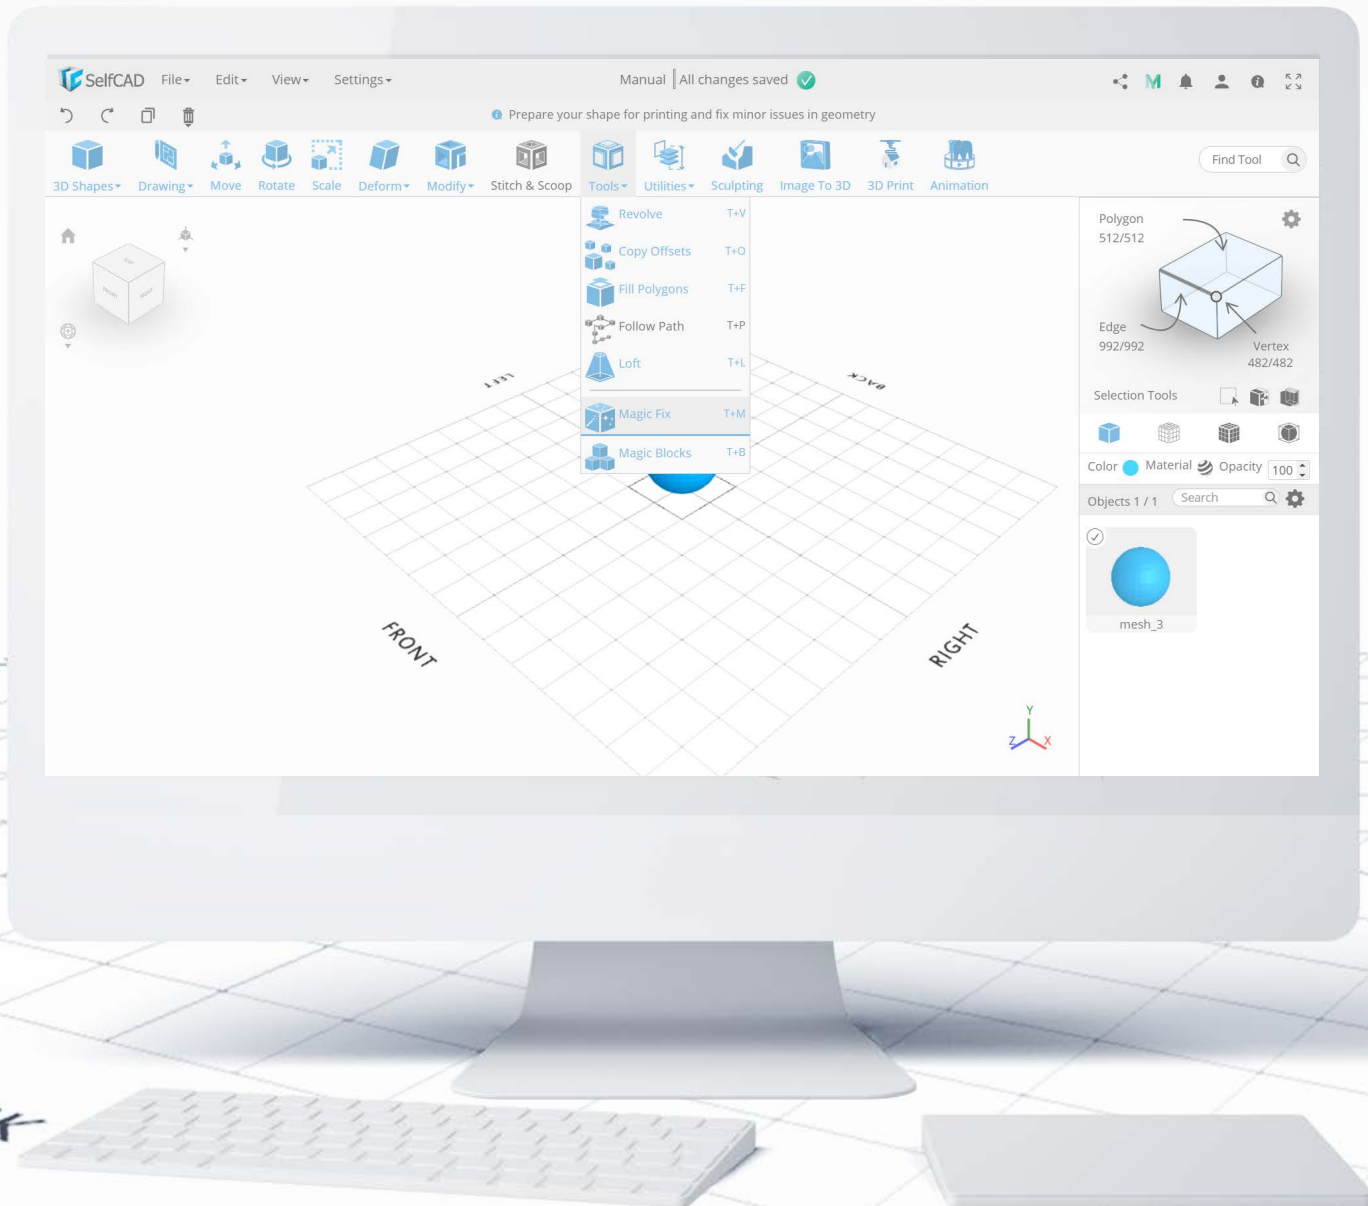 SelfCAD File Edit View Settings Manual All changes saved
Prepare your shape for printing and fix minor issues in geometry
3D Shapes Drawing Move Rotate Scale Deform Modify Stitch & Scoop Tools Utilities Sculpting Image To 3D 3D Print Animation Find Tool
Revolve T+V
Copy Offsets T+O
Fill Polygons T+F
Follow Path T+P
Loft T+L
Magic Fix T+M
Magic Blocks T+B
TOP
FRONT RIGHT
LEFT
BACK
FRONT
RIGHT
Y
Z X
Polygon
512/512
Edge
992/992
Vertex
482/482
Selection Tools
Color Material Opacity 100
Objects 1 / 1 Search
mesh_3